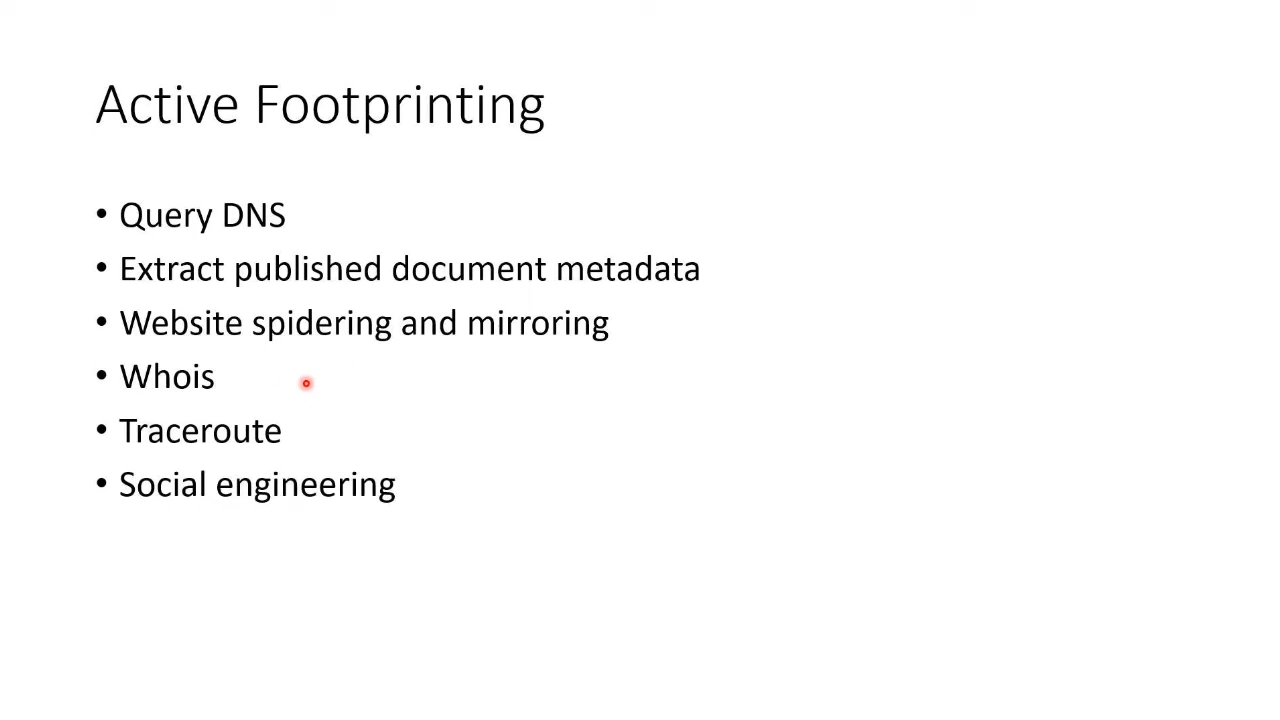 Active Footprinting
• Query DNS
• Extract published document metadata
• Website spidering and mirroring
• Whois
• Traceroute
• Social engineering